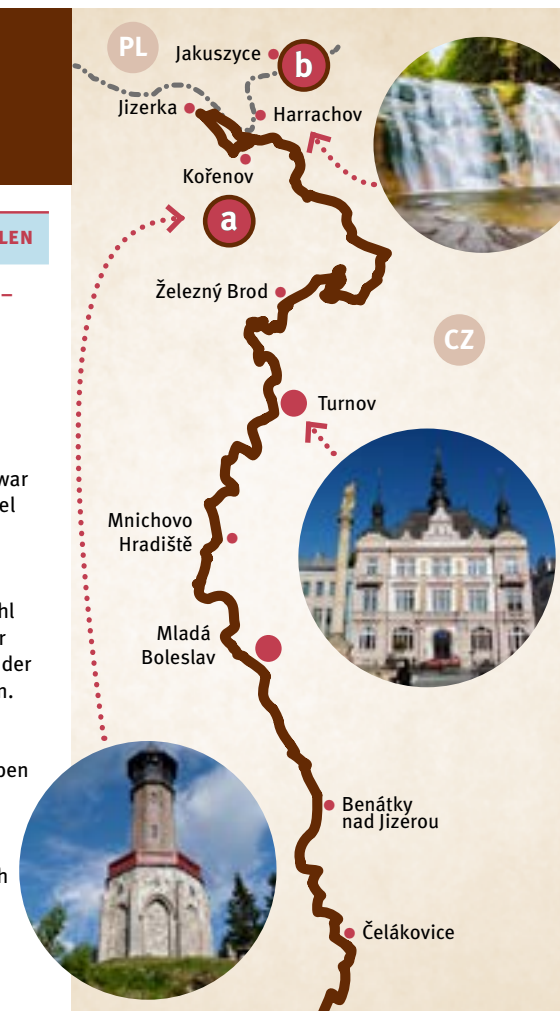 LEN
–
war
el
hl
r
der
n.
ben
h
PL
Jakuszyce
b
Jizerka
Harrachov
Kořenov
a
Železný Brod
CZ
Turnov
Mnichovo
Hradiště
Mladá
Boleslav
Benátky
nad Jizerou
Čelákovice